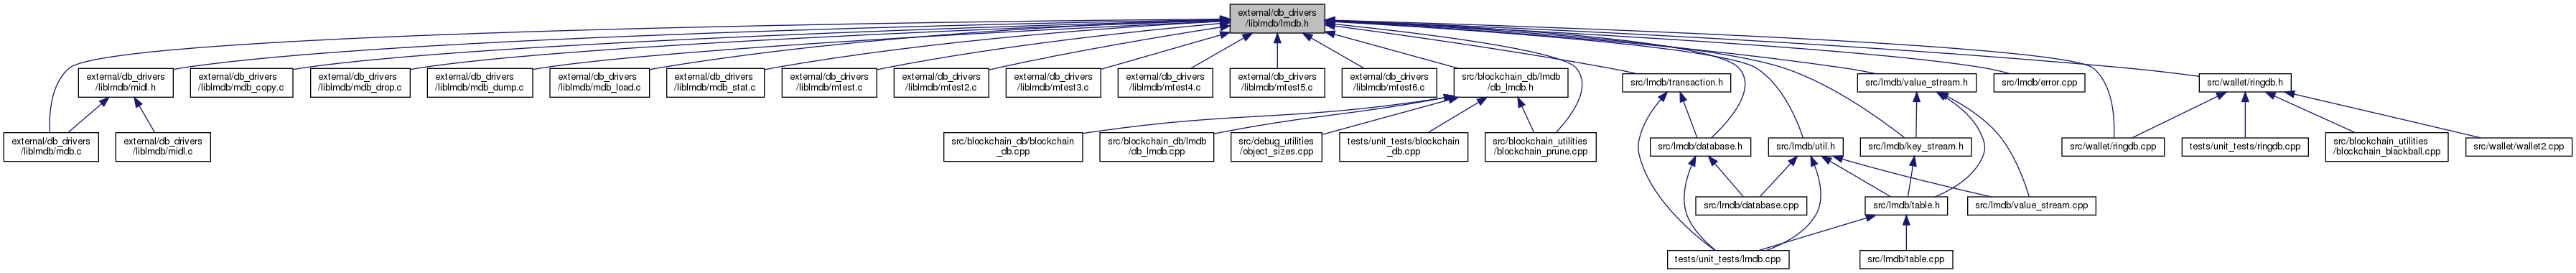 external/db_drivers
/liblmdb/lmdb.h
external/db_drivers
/liblmdb/midl.h
external/db_drivers
/liblmdb/mdb_copy.c
external/db_drivers
/liblmdb/mdb_drop.c
external/db_drivers
/liblmdb/mdb_dump.c
external/db_drivers
/liblmdb/mdb_load.c
external/db_drivers
/liblmdb/mdb_stat.c
external/db_drivers
/liblmdb/mtest.c
external/db_drivers
/liblmdb/mtest2.c
external/db_drivers
/liblmdb/mtest3.c
external/db_drivers
/liblmdb/mtest4.c
external/db_drivers
/liblmdb/mtest5.c
external/db_drivers
/liblmdb/mtest6.c
src/blockchain_db/lmdb
/db_lmdb.h
src/lmdb/transaction.h
src/lmdb/value_stream.h
src/lmdb/error.cpp
src/wallet/ringdb.h
external/db_drivers
/liblmdb/mdb.c
external/db_drivers
/liblmdb/midl.c
src/blockchain_db/blockchain
_db.cpp
src/blockchain_db/lmdb
/db_lmdb.cpp
src/debug_utilities
/object_sizes.cpp
tests/unit_tests/blockchain
_db.cpp
src/blockchain_utilities
/blockchain_prune.cpp
src/lmdb/database.h
src/lmdb/util.h
src/lmdb/key_stream.h
src/wallet/ringdb.cpp
tests/unit_tests/ringdb.cpp
src/blockchain_utilities
/blockchain_blackball.cpp
src/wallet/wallet2.cpp
src/lmdb/database.cpp
src/lmdb/table.h
src/lmdb/value_stream.cpp
tests/unit_tests/lmdb.cpp
src/lmdb/table.cpp